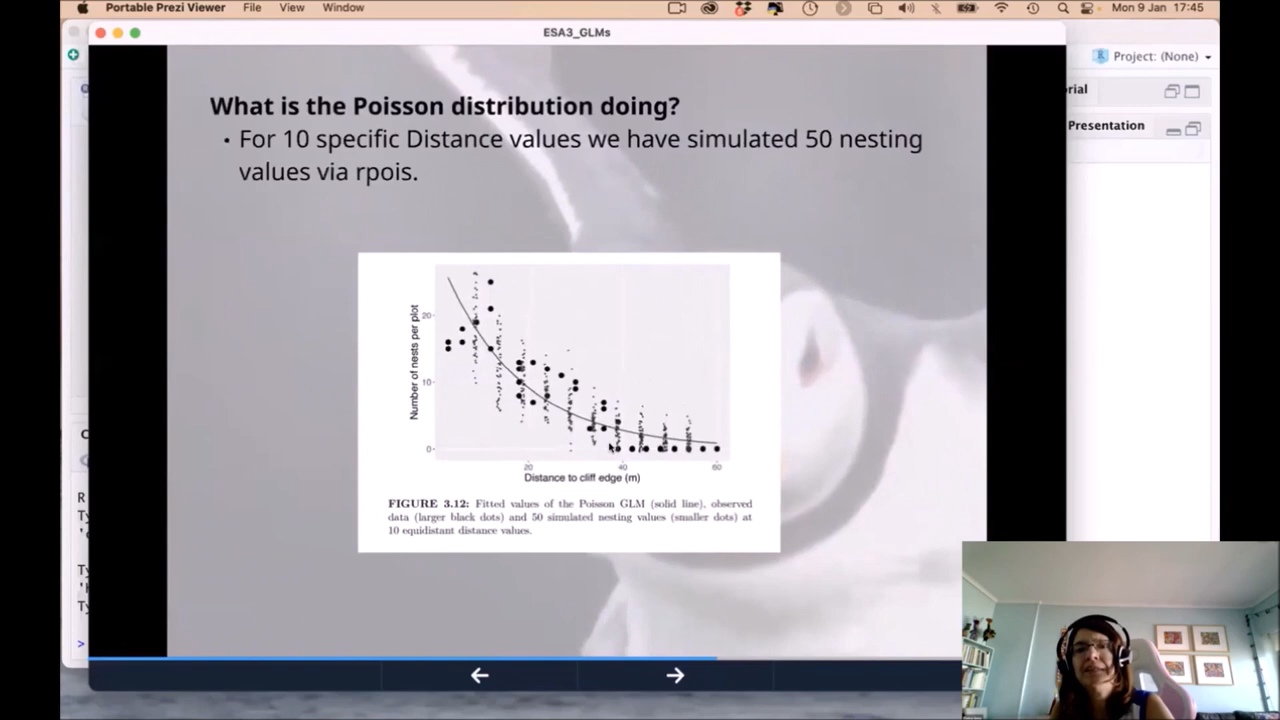 Portable Prezi Viewer File View Window Mon 9 Jan 17:45
ESA3_GLMs
Project: (None)
rial
Presentation
What is the Poisson distribution doing?
• For 10 specific Distance values we have simulated 50 nesting
values via rpois.
Number of nests per plot
20
10
0
20 40 60
Distance to cliff edge (m)
FIGURE 3.12: Fitted values of the Poisson GLM (solid line), observed
data (larger black dots) and 50 simulated nesting values (smaller dots) at
10 equidistant distance values.
R
Ty
Ty
Ty
>